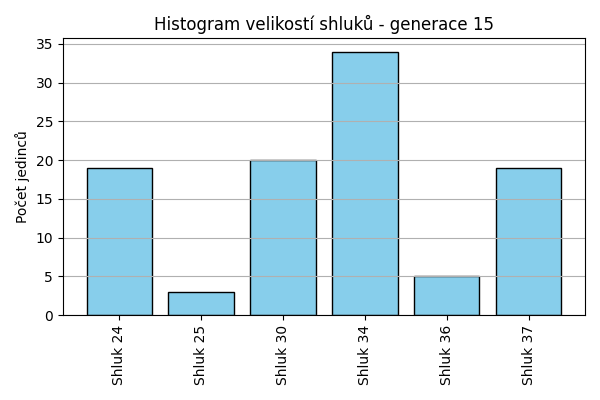 Histogram velikostí shluků - generace 15
Počet jedinců
35
30
25
20
15
10
5
0
Shluk 24
Shluk 25
Shluk 30
Shluk 34
Shluk 36
Shluk 37